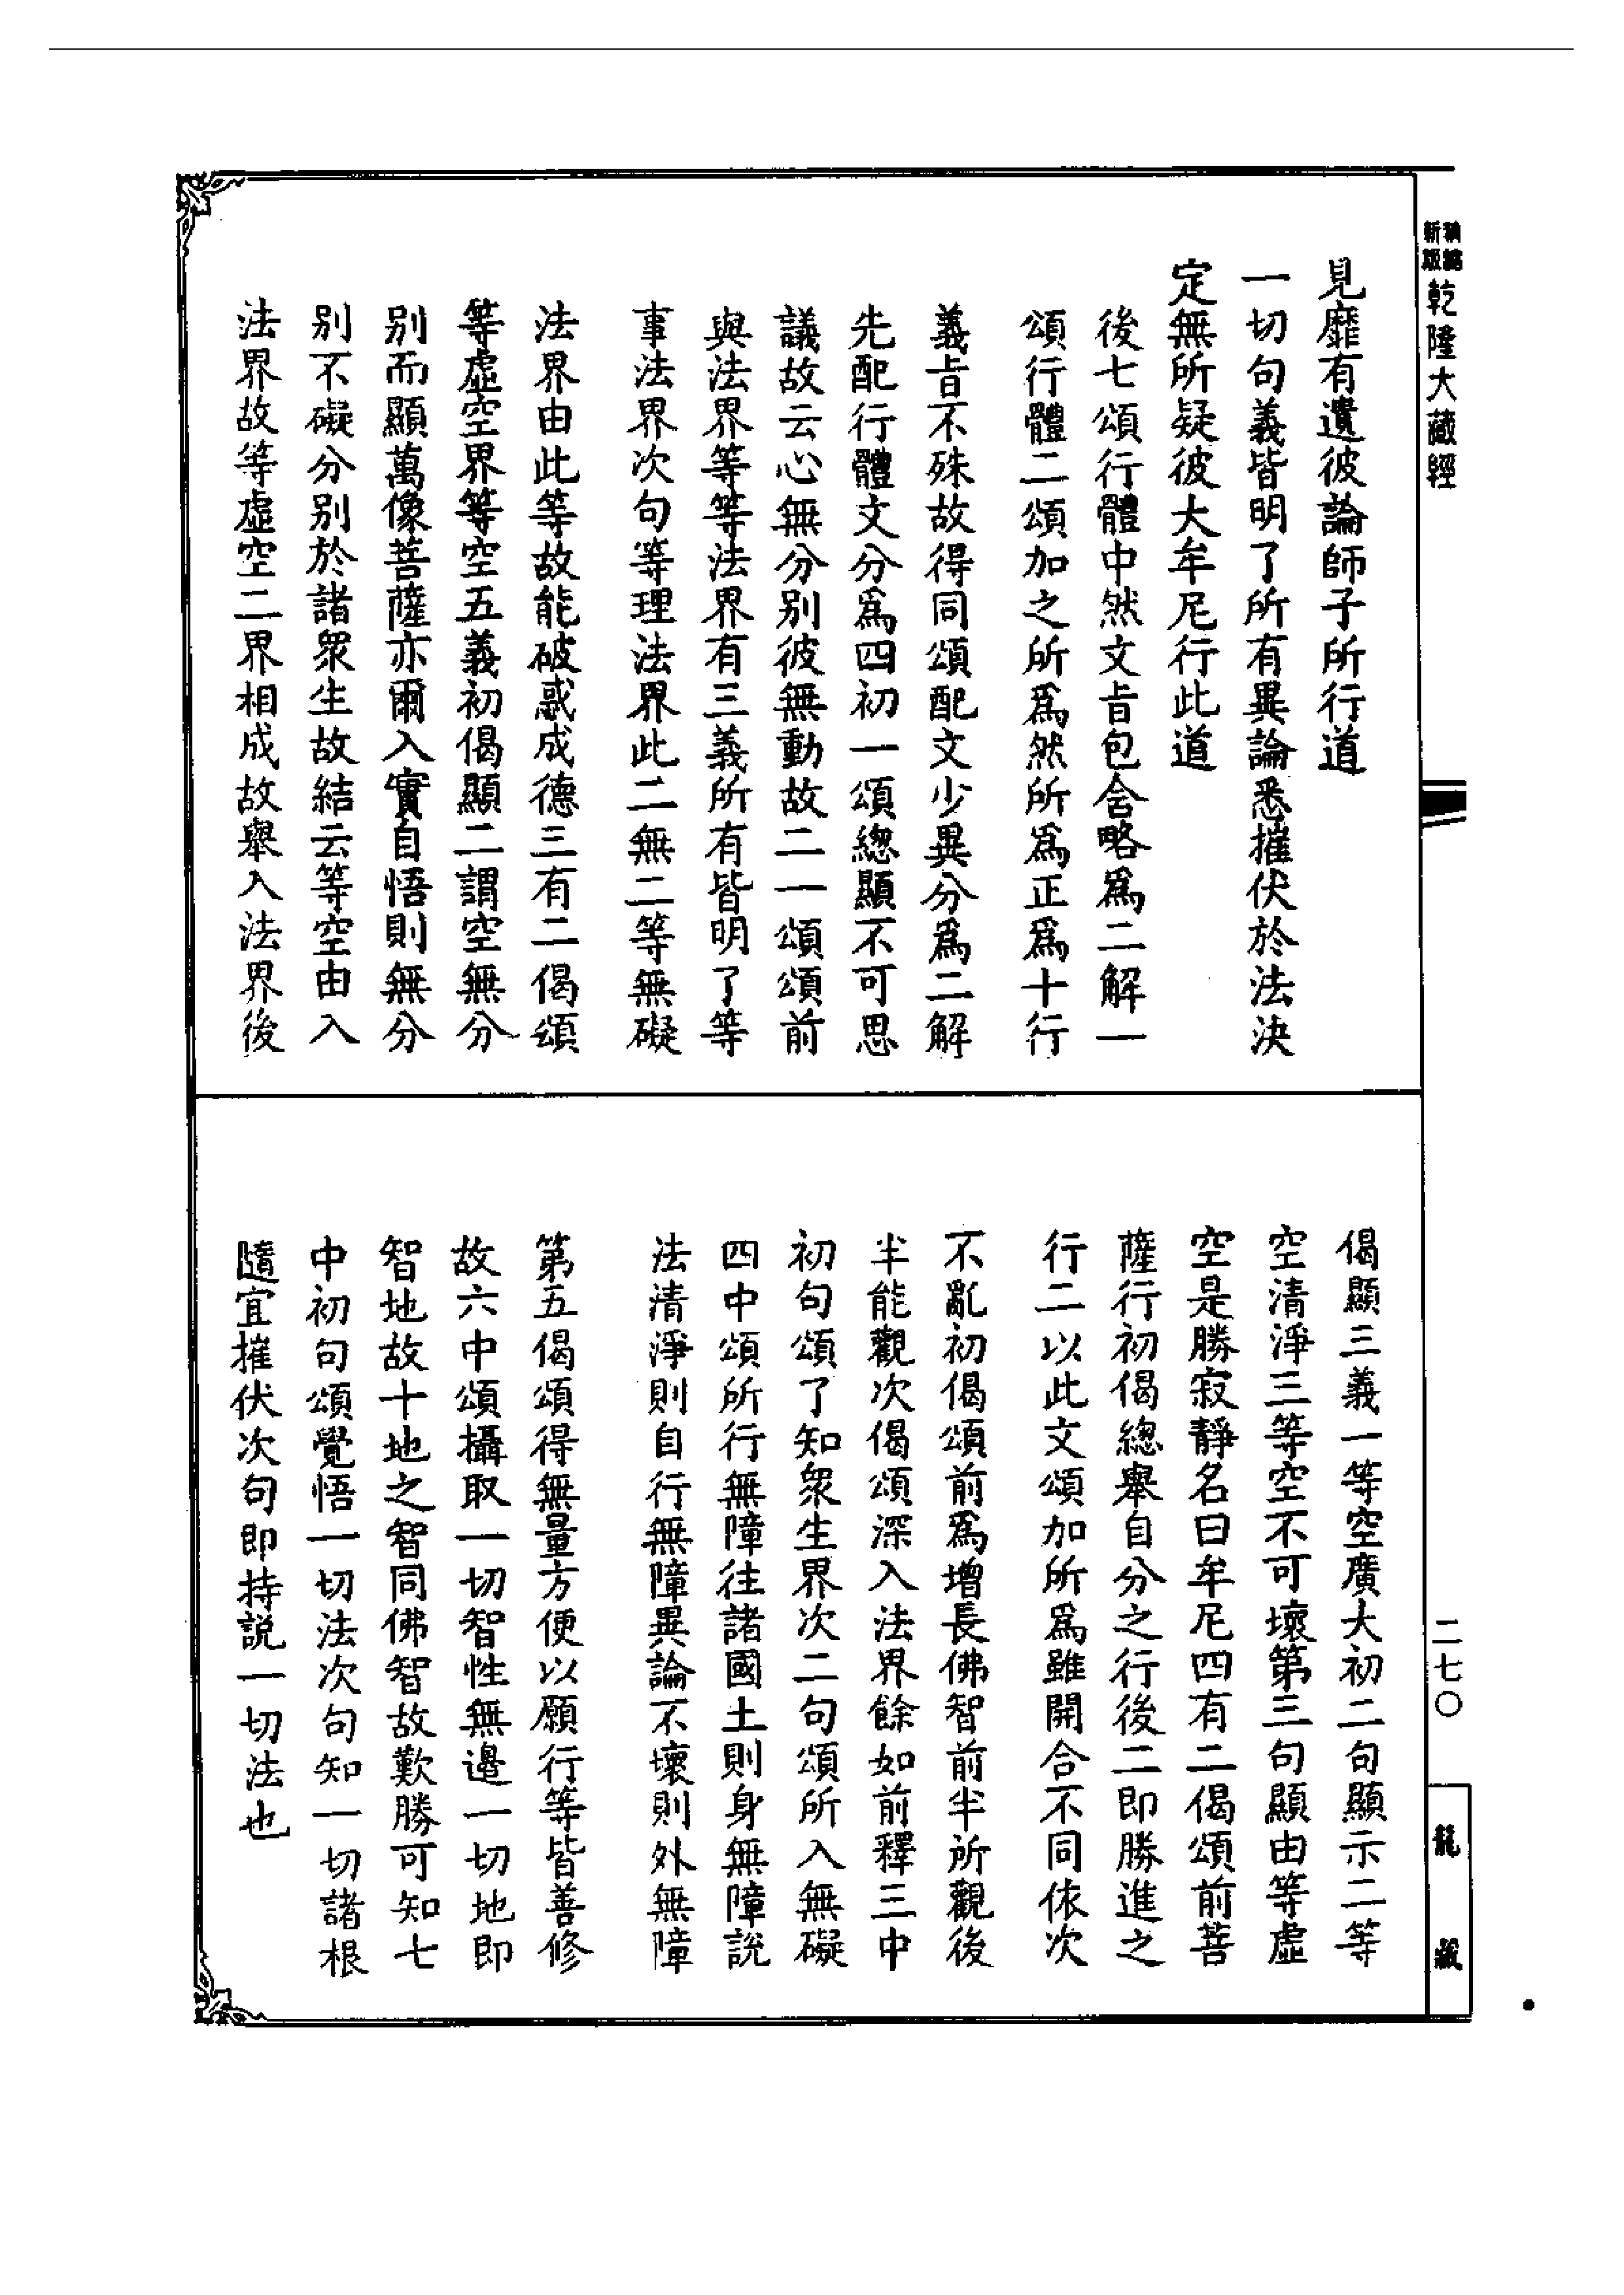 新版
精編
乾隆大藏經
見靡有遺彼論師子所行道
一切句義皆明了所有異論悉摧伏於法決
定無所疑彼大牟尼行此道
後七頌行體中然文旨包含略為二解一
頌行體二頌加之所為然所為正為十行
義旨不殊故得同頌配文少異分為二解
先配行體文分為四初一頌總顯不可思
議故云心無分別彼無動故二一頌頌前
與法界等等法界有三義所有皆明了等
事法界次句等理法界此二無二等無礙
法界由此等故能破惑成德三有二偈頌
等虛空界等空五義初偈顯二謂空無分
別而顯萬像菩薩亦爾入實自悟則無分
別不礙分別於諸眾生故結云等空由入
法界故等虛空二界相成故舉入法界後
偈顯三義一等空廣大初二句顯示二等
空清淨三等空不可壞第三句顯由等虛
空是勝寂靜名曰牟尼四有二偈頌前菩
薩行初偈總舉自分之行後二即勝進之
行二以此文頌加所為雖開合不同依次
不亂初偈頌前為增長佛智前半所觀後
半能觀次偈頌深入法界餘如前釋三中
初句頌了知眾生界次二句頌所入無礙
四中頌所行無障往諸國土則身無障說
法清淨則自行無障異論不壞則外無障
第五偈頌得無量方便以願行等皆善修
故六中頌攝取一切智性無邊一切地即
智地故十地之智同佛智故歎勝可知七
中初句頌覺悟一切法次句知一切諸根
隨宜摧伏次句即持說一切法也
二七〇
龍藏